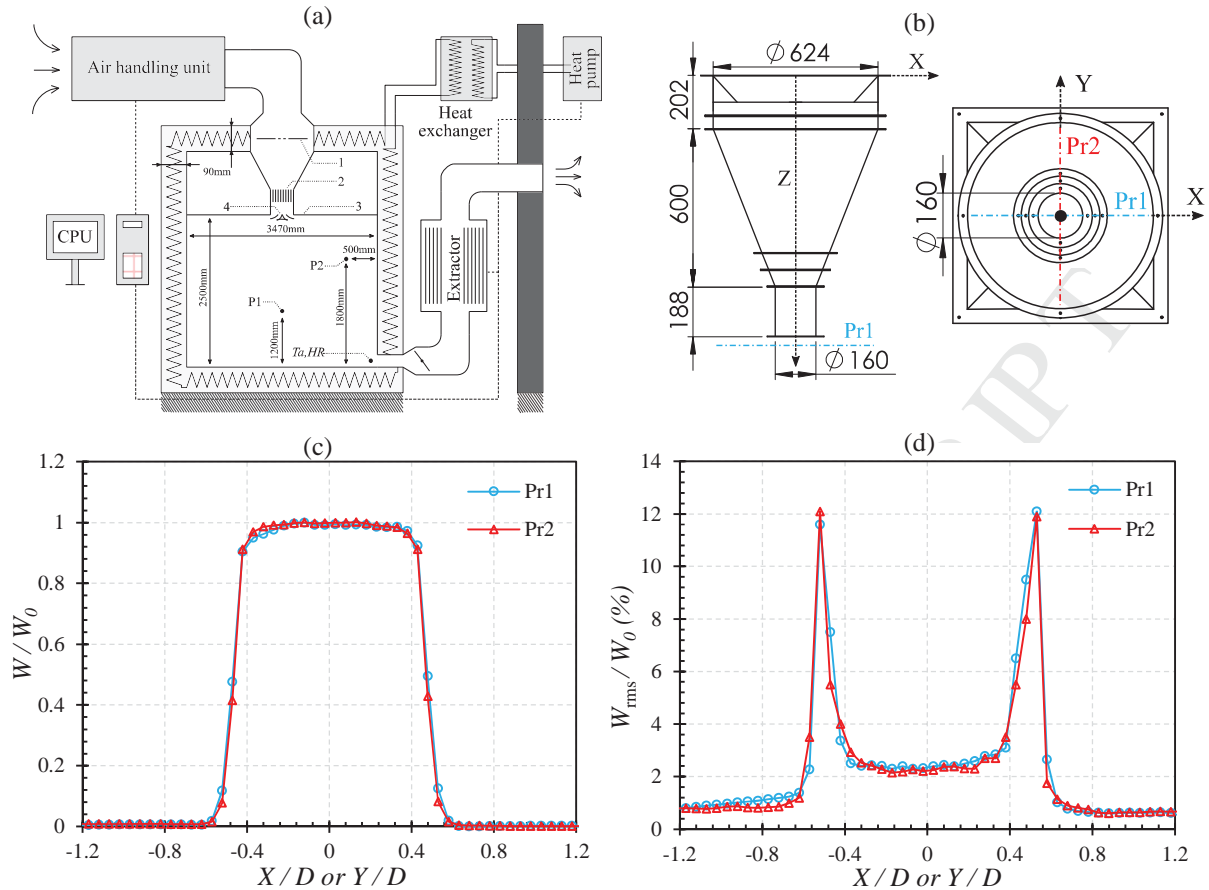 (a)
Air handling unit
Heat
exchanger
Heat
pump
90mm
1
2
4
3
3470mm
CPU
500mm
P2
2500mm
P1
1800mm
1200mm
Ta,HR
Extractor
(b)
Ø 624
X
202
600
Z
188
Pr1
Ø 160
Y
Pr2
Pr1
X
Ø 160
(c)
1.2
1
0.8
0.6
0.4
0.2
0
W / W0
Pr1
Pr2
-1.2
-0.8
-0.4
0
0.4
0.8
1.2
X / D or Y / D
(d)
14
12
10
8
6
4
2
0
Wrms / W0 (%)
Pr1
Pr2
-1.2
-0.8
-0.4
0
0.4
0.8
1.2
X / D or Y / D